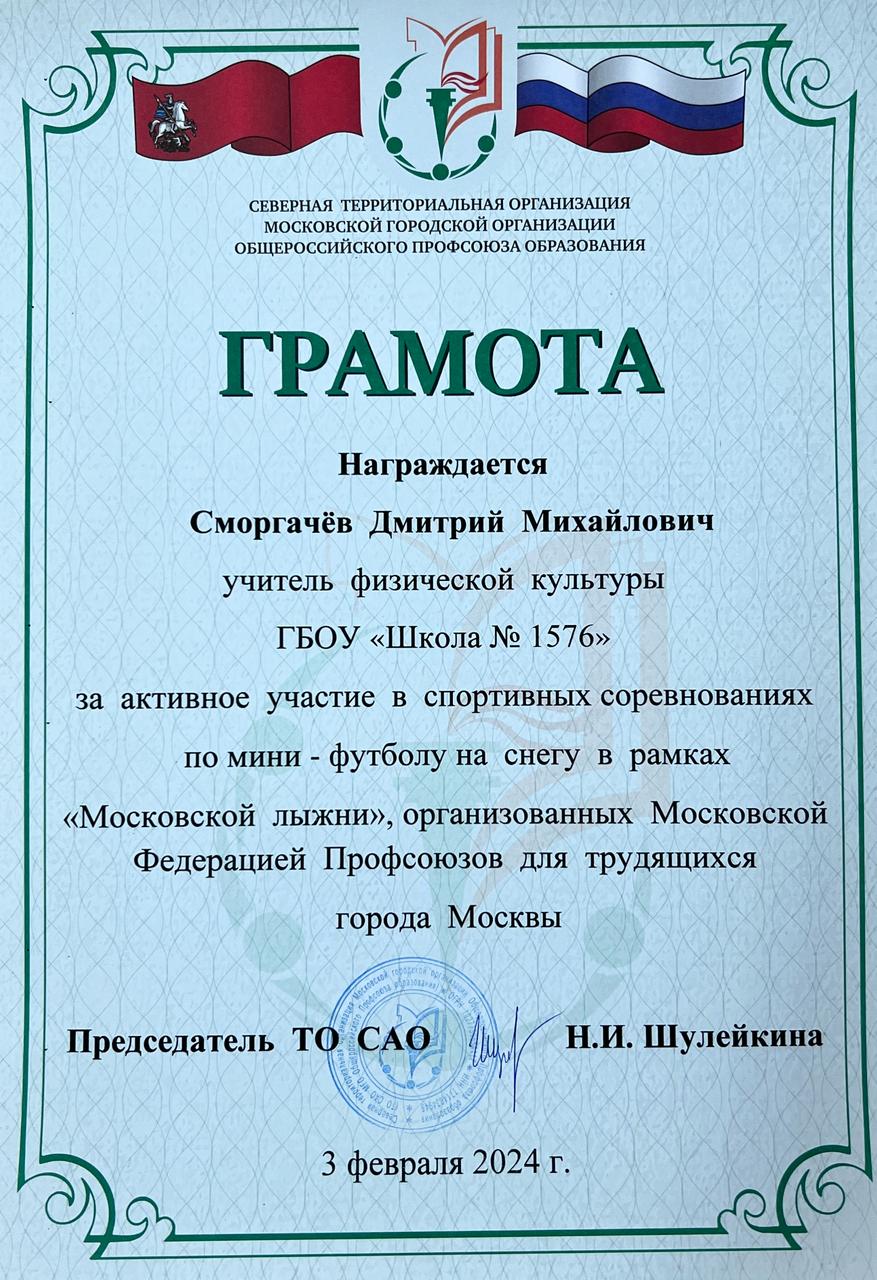 СЕВЕРНАЯ ТЕРРИТОРИАЛЬНАЯ ОРГАНИЗАЦИЯ
МОСКОВСКОЙ ГОРОДСКОЙ ОРГАНИЗАЦИИ
ОБЩЕРОССИЙСКОГО ПРОФСОЮЗА ОБРАЗОВАНИЯ
ГРАМОТА
Награждается
Сморгачёв Дмитрий Михайлович
учитель физической культуры
ГБОУ «Школа № 1576»
за активное участие в спортивных соревнованиях
по мини - футболу на снегу в рамках
«Московской лыжни», организованных Московской
Федерацией Профсоюзов для трудящихся
города Москвы
Председатель ТО САО Н.И. Шулейкина
3 февраля 2024 г.